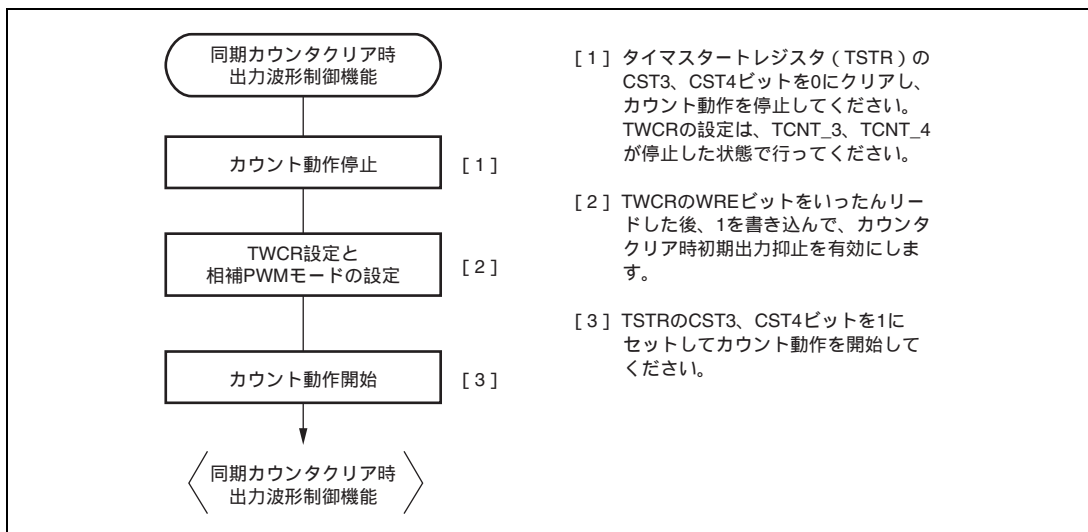 同期カウンタクリア時
出力波形制御機能
カウント動作停止
[ 1 ]
TWCR設定と
相補PWMモードの設定
[ 2 ]
カウント動作開始
[ 3 ]
同期カウンタクリア時
出力波形制御機能
[ 1 ] タイマスタートレジスタ（TSTR）の
CST3、CST4ビットを0にクリアし、
カウント動作を停止してください。
TWCRの設定は、TCNT_3、TCNT_4
が停止した状態で行ってください。
[ 2 ] TWCRのWREビットをいったんリー
ドした後、1を書き込んで、カウンタ
クリア時初期出力抑止を有効にしま
す。
[ 3 ] TSTRのCST3、CST4ビットを1に
セットしてカウント動作を開始して
ください。